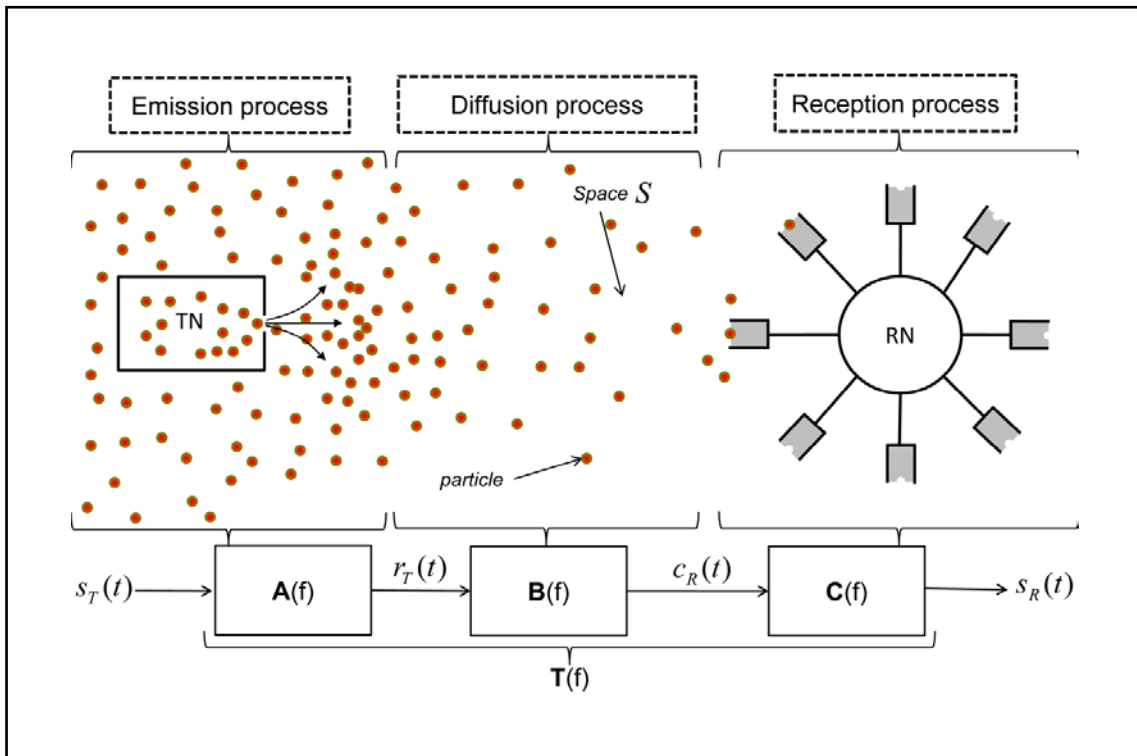 Emission process
Diffusion process
Reception process
Space S
TN
RN
particle
s_T(t)
A(f)
r_T(t)
B(f)
c_R(t)
C(f)
s_R(t)
T(f)